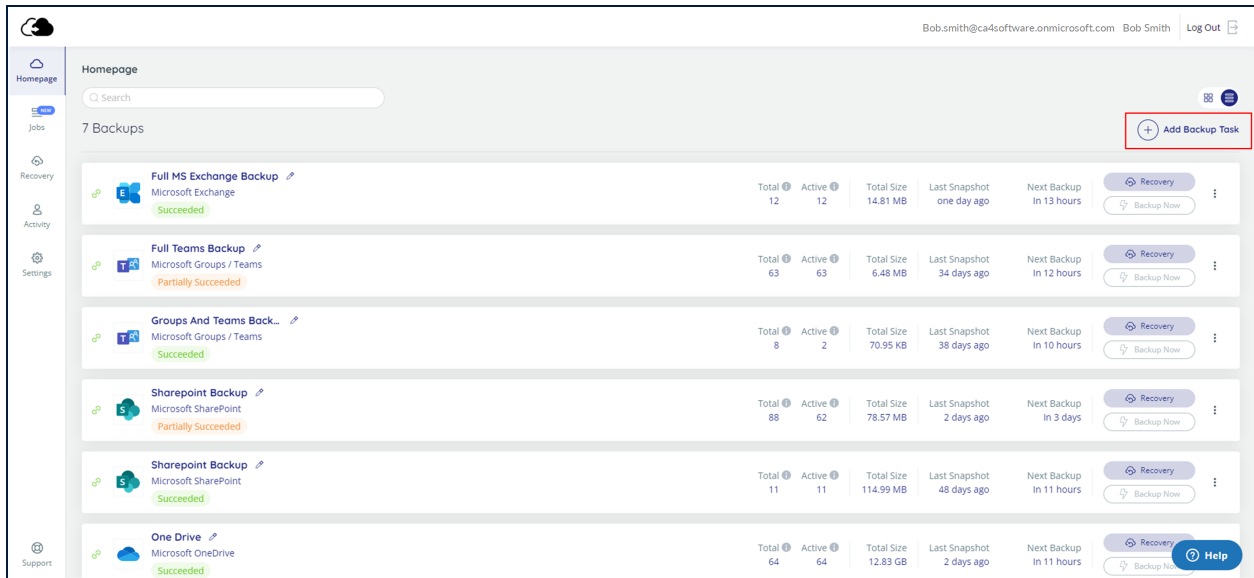 Bob.smith@ca4software.onmicrosoft.com Bob Smith Log Out
Homepage
Homepage
Search
NEW
Jobs
7 Backups
Add Backup Task
Recovery
Activity
Settings
Support
Full MS Exchange Backup
Microsoft Exchange
Succeeded
Total Active Total Size Last Snapshot Next Backup
12 12 14.81 MB one day ago In 13 hours
Recovery
Backup Now
Full Teams Backup
Microsoft Groups / Teams
Partially Succeeded
Total Active Total Size Last Snapshot Next Backup
63 63 6.48 MB 34 days ago In 12 hours
Recovery
Backup Now
Groups And Teams Back...
Microsoft Groups / Teams
Succeeded
Total Active Total Size Last Snapshot Next Backup
8 2 70.95 KB 38 days ago In 10 hours
Recovery
Backup Now
Sharepoint Backup
Microsoft SharePoint
Partially Succeeded
Total Active Total Size Last Snapshot Next Backup
88 62 78.57 MB 2 days ago In 3 days
Recovery
Backup Now
Sharepoint Backup
Microsoft SharePoint
Succeeded
Total Active Total Size Last Snapshot Next Backup
11 11 114.99 MB 48 days ago In 11 hours
Recovery
Backup Now
One Drive
Microsoft OneDrive
Succeeded
Total Active Total Size Last Snapshot Next Backup
64 64 12.83 GB 2 days ago In 11 hours
Recovery
Backup
Help